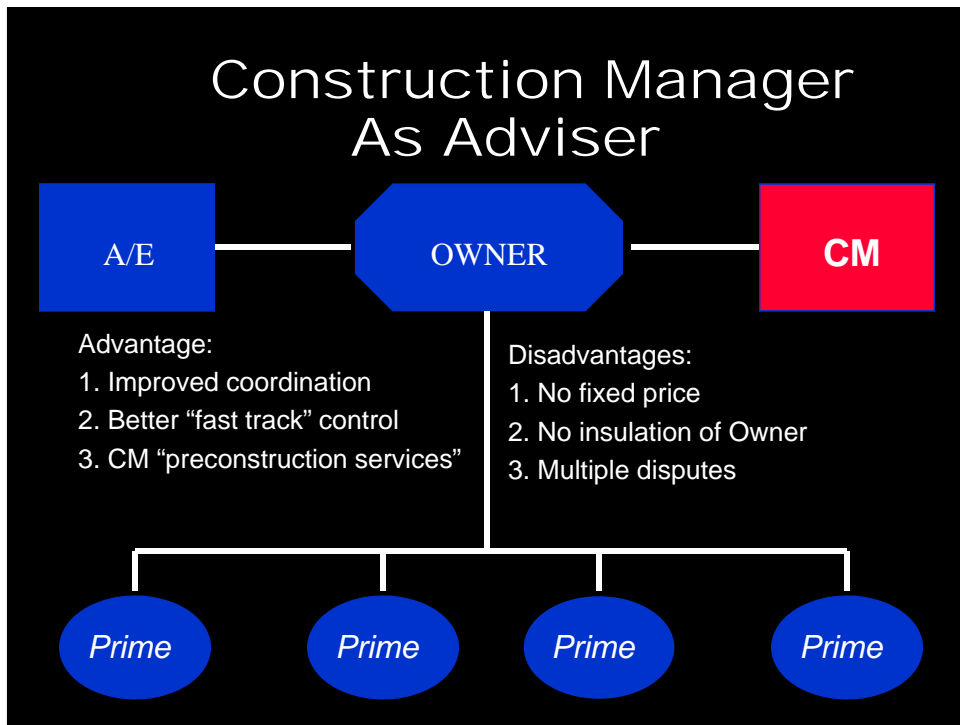 Construction Manager
As Adviser
A/E
OWNER
CM
Advantage:
1. Improved coordination
2. Better “fast track” control
3. CM “preconstruction services”
Disadvantages:
1. No fixed price
2. No insulation of Owner
3. Multiple disputes
Prime
Prime
Prime
Prime